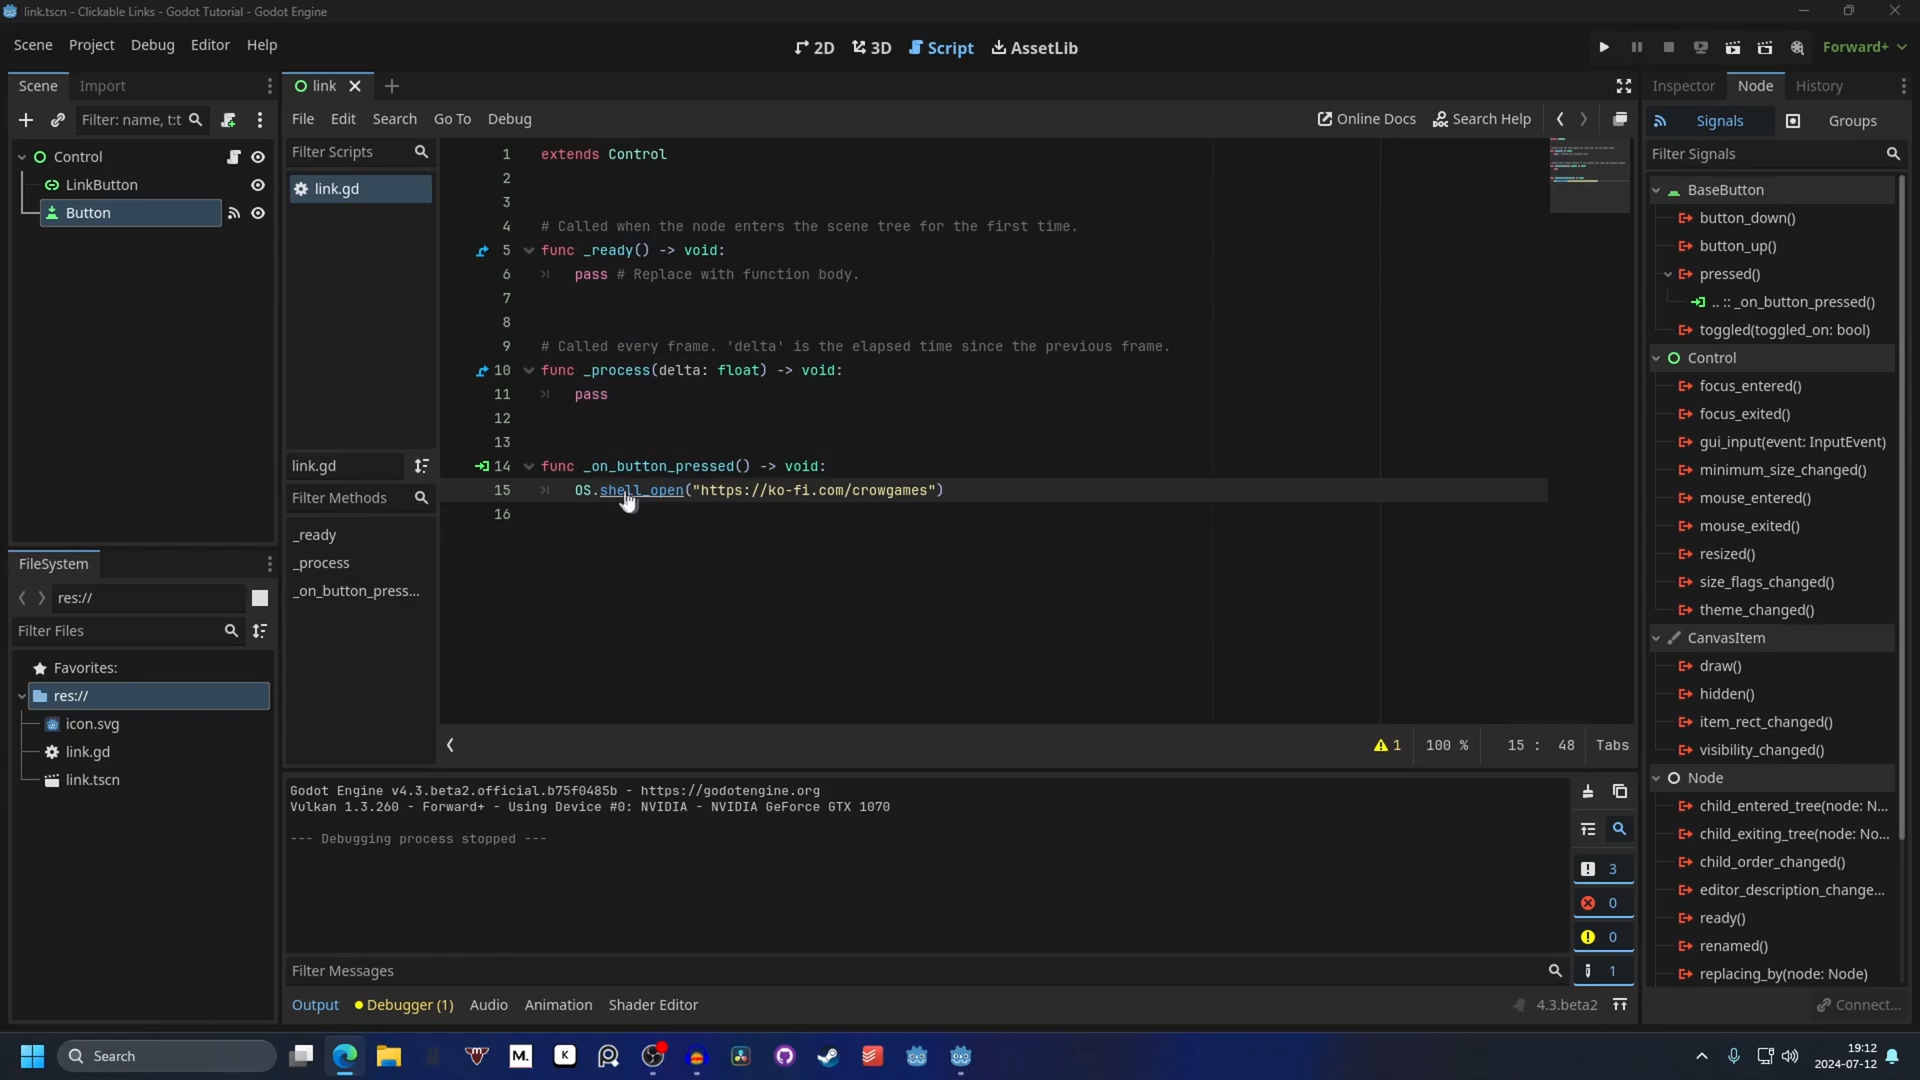 link.tscn - Clickable Links - Godot Tutorial - Godot Engine
Scene Project Debug Editor Help
2D 3D Script AssetLib
Forward+
Scene Import
Filter: name, t:t
Control
LinkButton
Button
link
File Edit Search Go To Debug
Online Docs Search Help
Filter Scripts
link.gd
link.gd
Filter Methods
_ready
_process
_on_button_press...
1 extends Control
2
3
4 # Called when the node enters the scene tree for the first time.
5 func _ready() -> void:
6 pass # Replace with function body.
7
8
9 # Called every frame. 'delta' is the elapsed time since the previous frame.
10 func _process(delta: float) -> void:
11 pass
12
13
14 func _on_button_pressed() -> void:
15 OS.shell_open("https://ko-fi.com/crowgames")
16
1 100 % 15 : 48 Tabs
FileSystem
res://
Filter Files
Favorites:
res://
icon.svg
link.gd
link.tscn
Godot Engine v4.3.beta2.official.b75f0485b - https://godotengine.org
Vulkan 1.3.260 - Forward+ - Using Device #0: NVIDIA - NVIDIA GeForce GTX 1070
--- Debugging process stopped ---
3
0
0
1
Filter Messages
Output Debugger (1) Audio Animation Shader Editor
4.3.beta2
Inspector Node History
Signals Groups
Filter Signals
BaseButton
button_down()
button_up()
pressed()
.. :: _on_button_pressed()
toggled(toggled_on: bool)
Control
focus_entered()
focus_exited()
gui_input(event: InputEvent)
minimum_size_changed()
mouse_entered()
mouse_exited()
resized()
size_flags_changed()
theme_changed()
CanvasItem
draw()
hidden()
item_rect_changed()
visibility_changed()
Node
child_entered_tree(node: N...
child_exiting_tree(node: No...
child_order_changed()
editor_description_change...
ready()
renamed()
replacing_by(node: Node)
Connect...
Search
M.
K
19:12
2024-07-12